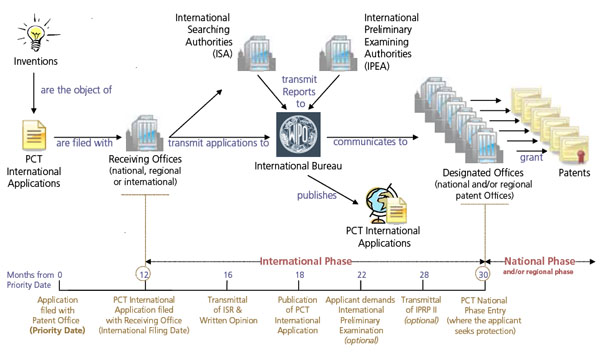 International
Searching
Authorities
(ISA)
International
Preliminary
Examining
Authorities
(IPEA)
Inventions
are the object of
transmit
Reports
to
are filed with
transmit applications to
WIPO
communicates to
grant
PCT
International
Applications
Receiving Offices
(national, regional
or international)
International Bureau
Designated Offices
(national and/or regional
patent Offices)
Patents
publishes
PCT International
Applications
International Phase
National Phase
and/or regional phase
Months from
Priority Date
0 12 16 18 22 28 30
Application
filed with
Patent Office
(Priority Date)
PCT International
Application filed
with Receiving Office
(International Filing Date)
Transmittal
of ISR &
Written Opinion
Publication
of PCT
International
Application
Applicant demands
International
Preliminary
Examination
(optional)
Transmittal
of IPRP II
(optional)
PCT National
Phase Entry
(where the applicant
seeks protection)